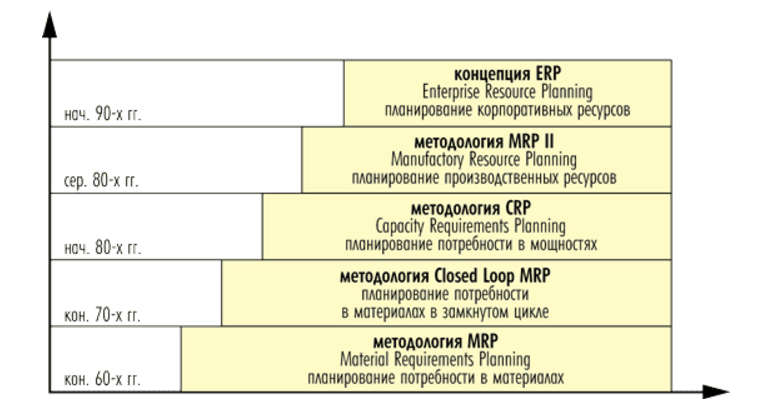 концепция ERP
Enterprise Resource Planning
планирование корпоративных ресурсов
нач. 90-х гг.
методология MRP II
Manufactory Resource Planning
планирование производственных ресурсов
сер. 80-х гг.
методология CRP
Capacity Requirements Planning
планирование потребности в мощностях
нач. 80-х гг.
методология Closed Loop MRP
планирование потребности
в материалах в замкнутом цикле
кон. 70-х гг.
методология MRP
Material Requirements Planning
планирование потребности в материалах
кон. 60-х гг.